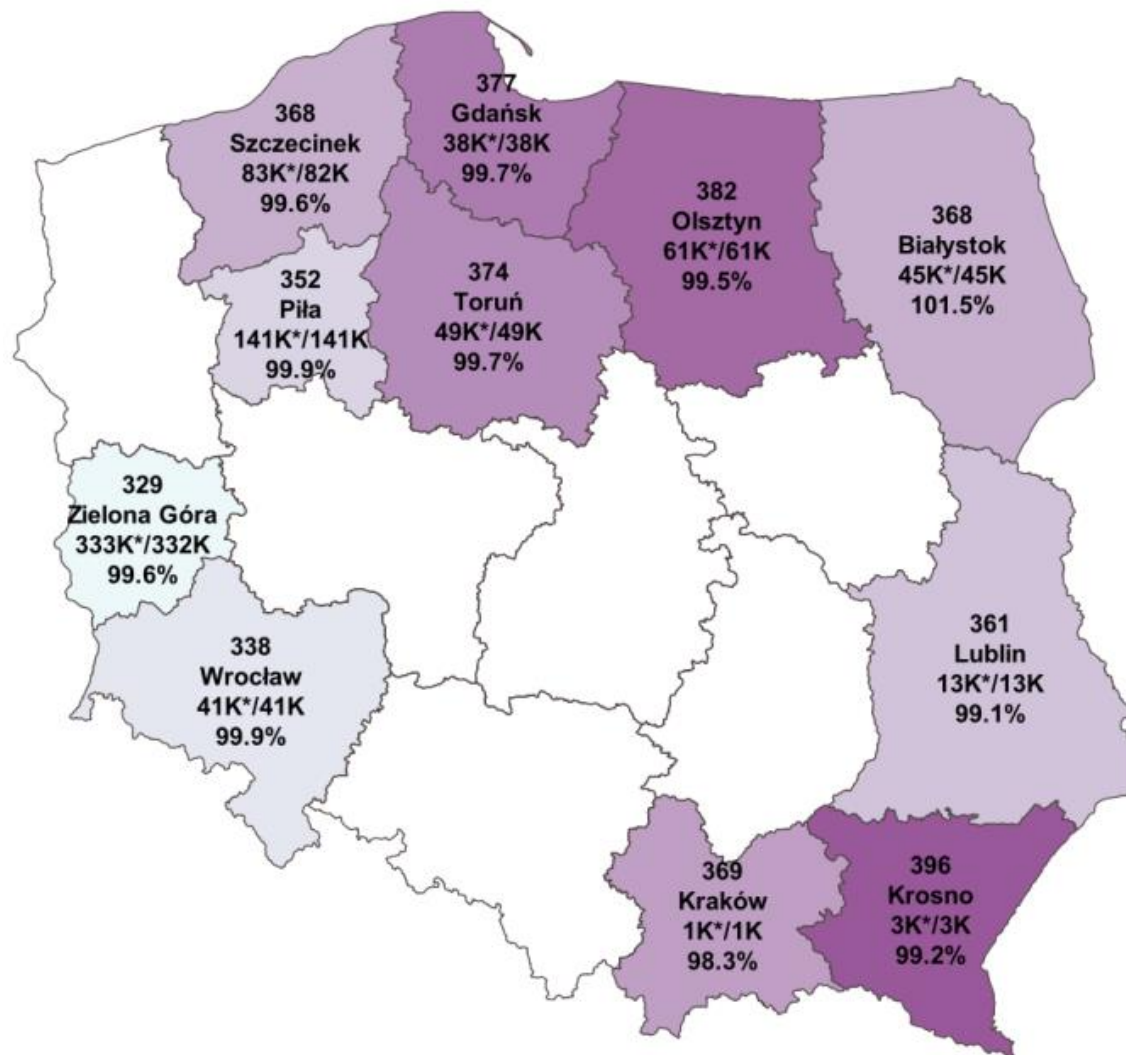 377
Gdańsk
38K*/38K
99.7%
368
Szczecinek
83K*/82K
99.6%
382
Olsztyn
61K*/61K
99.5%
368
Białystok
45K*/45K
101.5%
352
Piła
141K*/141K
99.9%
374
Toruń
49K*/49K
99.7%
329
Zielona Góra
333K*/332K
99.6%
338
Wrocław
41K*/41K
99.9%
361
Lublin
13K*/13K
99.1%
369
Kraków
1K*/1K
98.3%
396
Krosno
3K*/3K
99.2%